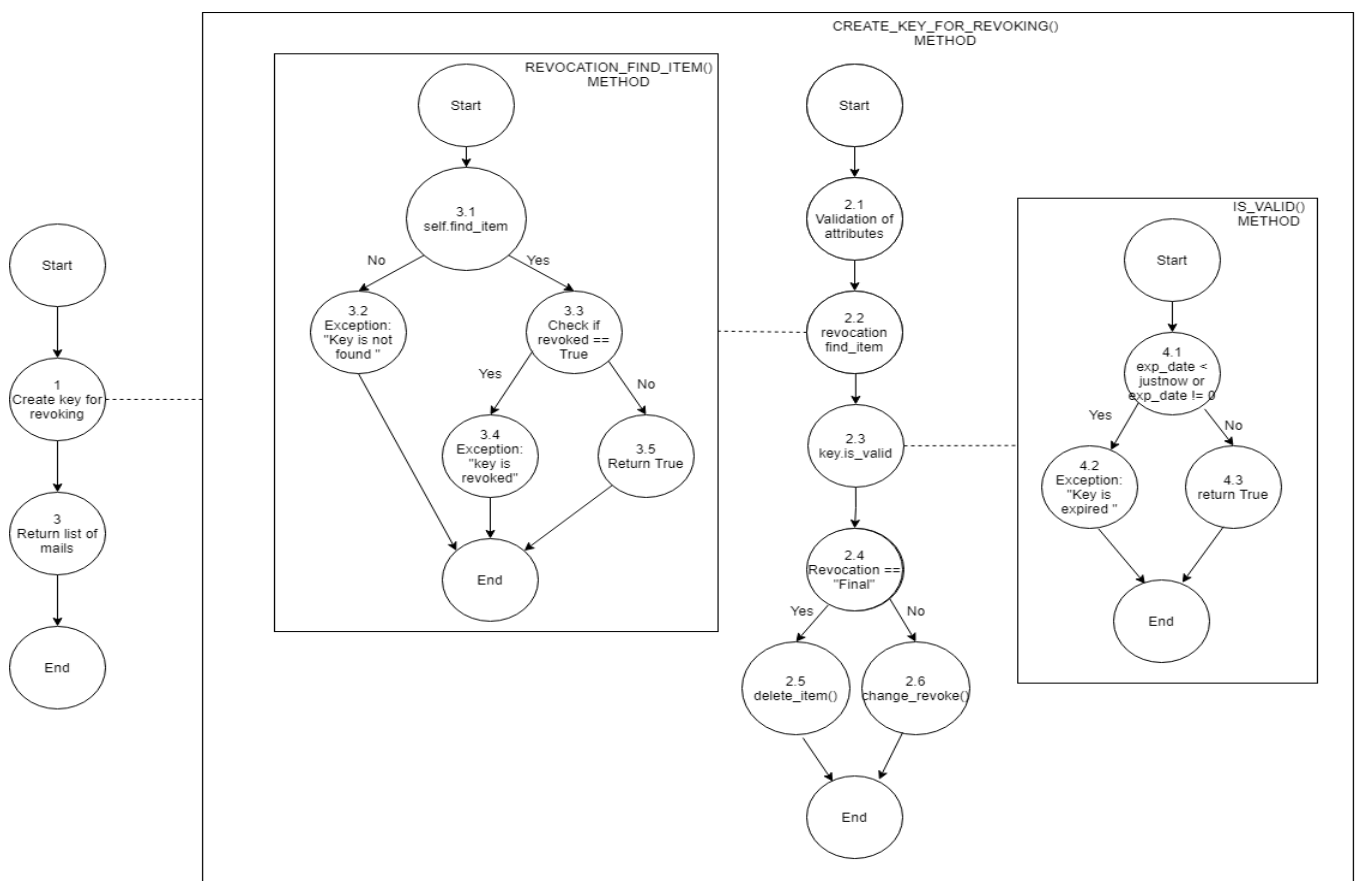 Start
1
Create key for
revoking
3
Return list of
mails
End
CREATE_KEY_FOR_REVOKING()
METHOD
REVOCATION_FIND_ITEM()
METHOD
Start
3.1
self.find_item
No
Yes
3.2
Exception:
"Key is not
found "
3.3
Check if
revoked ==
True
Yes
No
3.4
Exception:
"key is
revoked"
3.5
Return True
End
Start
2.1
Validation of
attributes
2.2
revocation
find_item
2.3
key.is_valid
2.4
Revocation ==
"Final"
Yes
No
2.5
delete_item()
2.6
change_revoke()
End
IS_VALID()
METHOD
Start
4.1
exp_date <
justnow or
exp_date != 0
Yes
No
4.2
Exception:
"Key is
expired "
4.3
return True
End